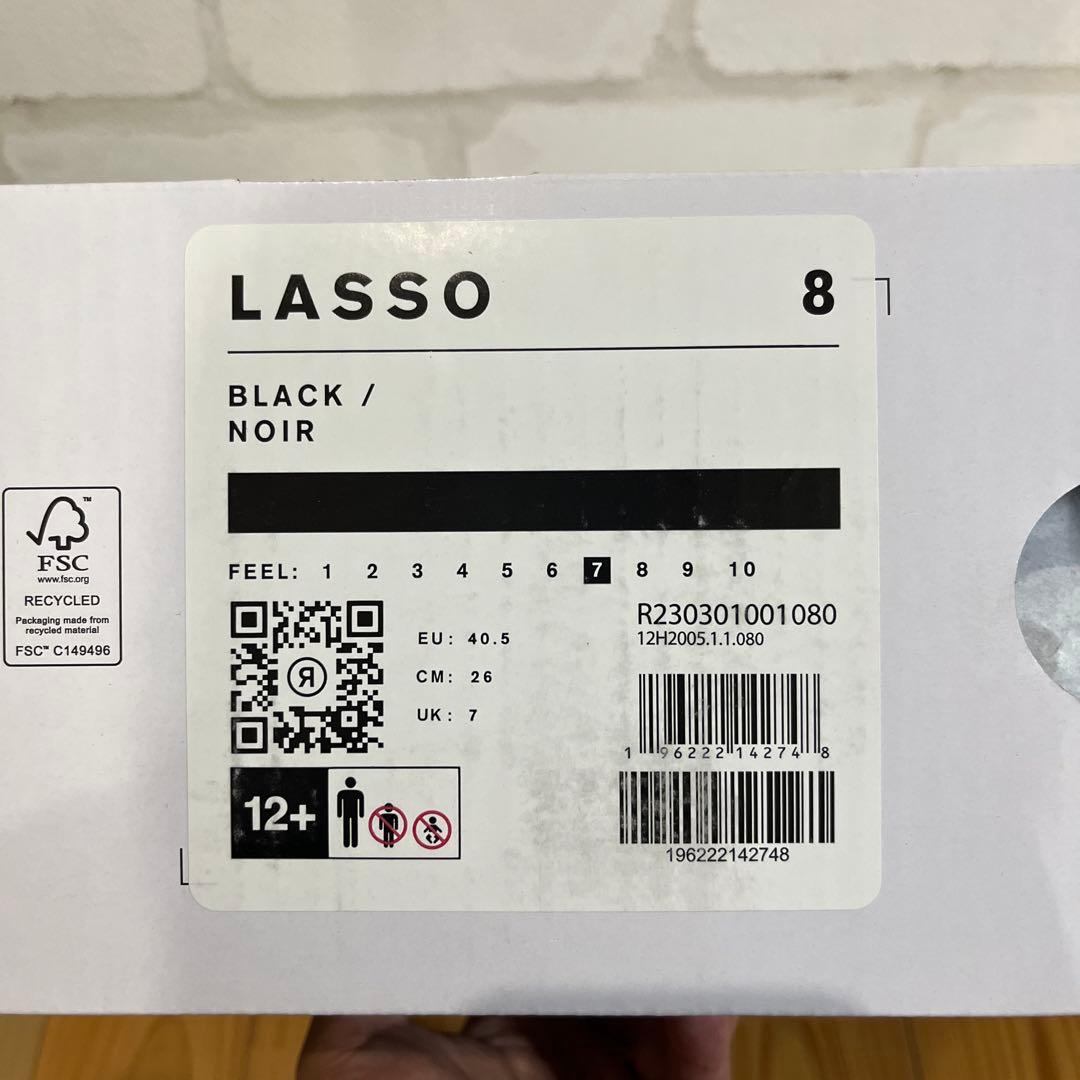 LASSO 8
BLACK /
NOIR
FEEL: 1 2 3 4 5 6 7 8 9 10
R230301001080
12H2005.1.1.080
EU: 40.5
CM: 26
UK: 7
1 96222 14274 8
196222142748
12+
FSC™
www.fsc.org
RECYCLED
Packaging made from
recycled material
FSC™ C149496